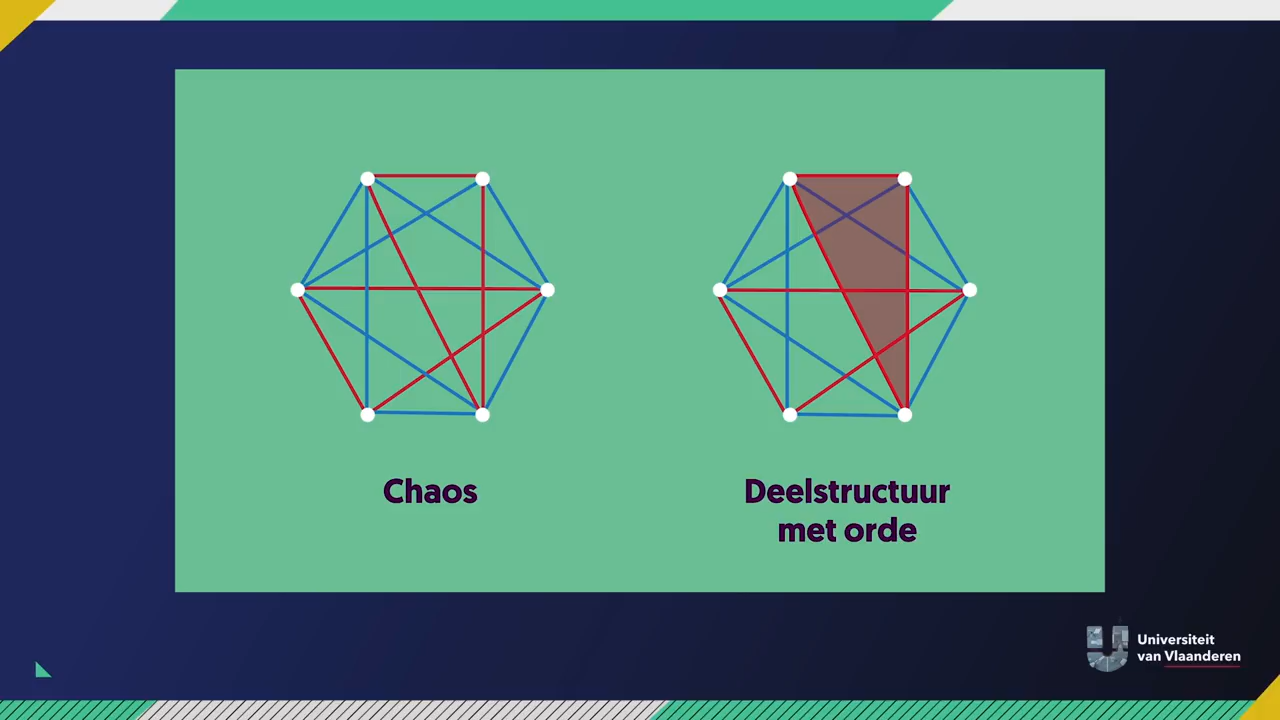 Chaos
Deelstructuur
met orde
Universiteit
van Vlaanderen